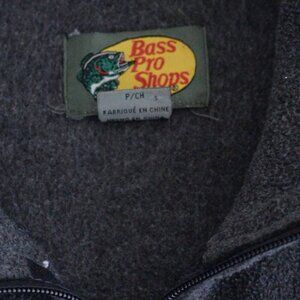 Bass
Pro
Shops
®
P/CH S
FABRIQUÉ EN CHINE